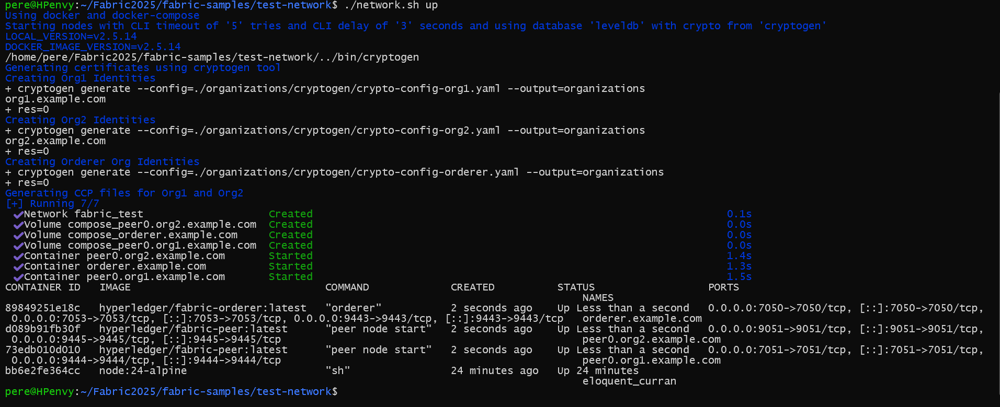 pere@HPenvy:~/Fabric2025/fabric-samples/test-network$ ./network.sh up
Using docker and docker-compose
Starting nodes with CLI timeout of '5' tries and CLI delay of '3' seconds and using database 'leveldb' with crypto from 'cryptogen'
LOCAL_VERSION=v2.5.14
DOCKER_IMAGE_VERSION=v2.5.14
/home/pere/Fabric2025/fabric-samples/test-network/../bin/cryptogen
Generating certificates using cryptogen tool
Creating Org1 Identities
+ cryptogen generate --config=./organizations/cryptogen/crypto-config-org1.yaml --output=organizations
org1.example.com
+ res=0
Creating Org2 Identities
+ cryptogen generate --config=./organizations/cryptogen/crypto-config-org2.yaml --output=organizations
org2.example.com
+ res=0
Creating Orderer Org Identities
+ cryptogen generate --config=./organizations/cryptogen/crypto-config-orderer.yaml --output=organizations
+ res=0
Generating CCP files for Org1 and Org2
[+] Running 7/7
✔Network fabric_test Created 0.1s
✔Volume compose_peer0.org2.example.com Created 0.0s
✔Volume compose_orderer.example.com Created 0.0s
✔Volume compose_peer0.org1.example.com Created 0.0s
✔Container peer0.org2.example.com Started 1.4s
✔Container orderer.example.com Started 1.3s
✔Container peer0.org1.example.com Started 1.5s
CONTAINER ID IMAGE COMMAND CREATED STATUS PORTS
NAMES
89849251e18c hyperledger/fabric-orderer:latest "orderer" 2 seconds ago Up Less than a second 0.0.0.0:7050->7050/tcp, [::]:7050->7050/tcp,
0.0.0.0:7053->7053/tcp, [::]:7053->7053/tcp, 0.0.0.0:9443->9443/tcp, [::]:9443->9443/tcp orderer.example.com
d089b91fb30f hyperledger/fabric-peer:latest "peer node start" 2 seconds ago Up Less than a second 0.0.0.0:9051->9051/tcp, [::]:9051->9051/tcp,
0.0.0.0:9445->9445/tcp, [::]:9445->9445/tcp peer0.org2.example.com
73edb010d010 hyperledger/fabric-peer:latest "peer node start" 2 seconds ago Up Less than a second 0.0.0.0:7051->7051/tcp, [::]:7051->7051/tcp,
0.0.0.0:9444->9444/tcp, [::]:9444->9444/tcp peer0.org1.example.com
bb6e2fe364cc node:24-alpine "sh" 24 minutes ago Up 24 minutes
eloquent_curran
pere@HPenvy:~/Fabric2025/fabric-samples/test-network$